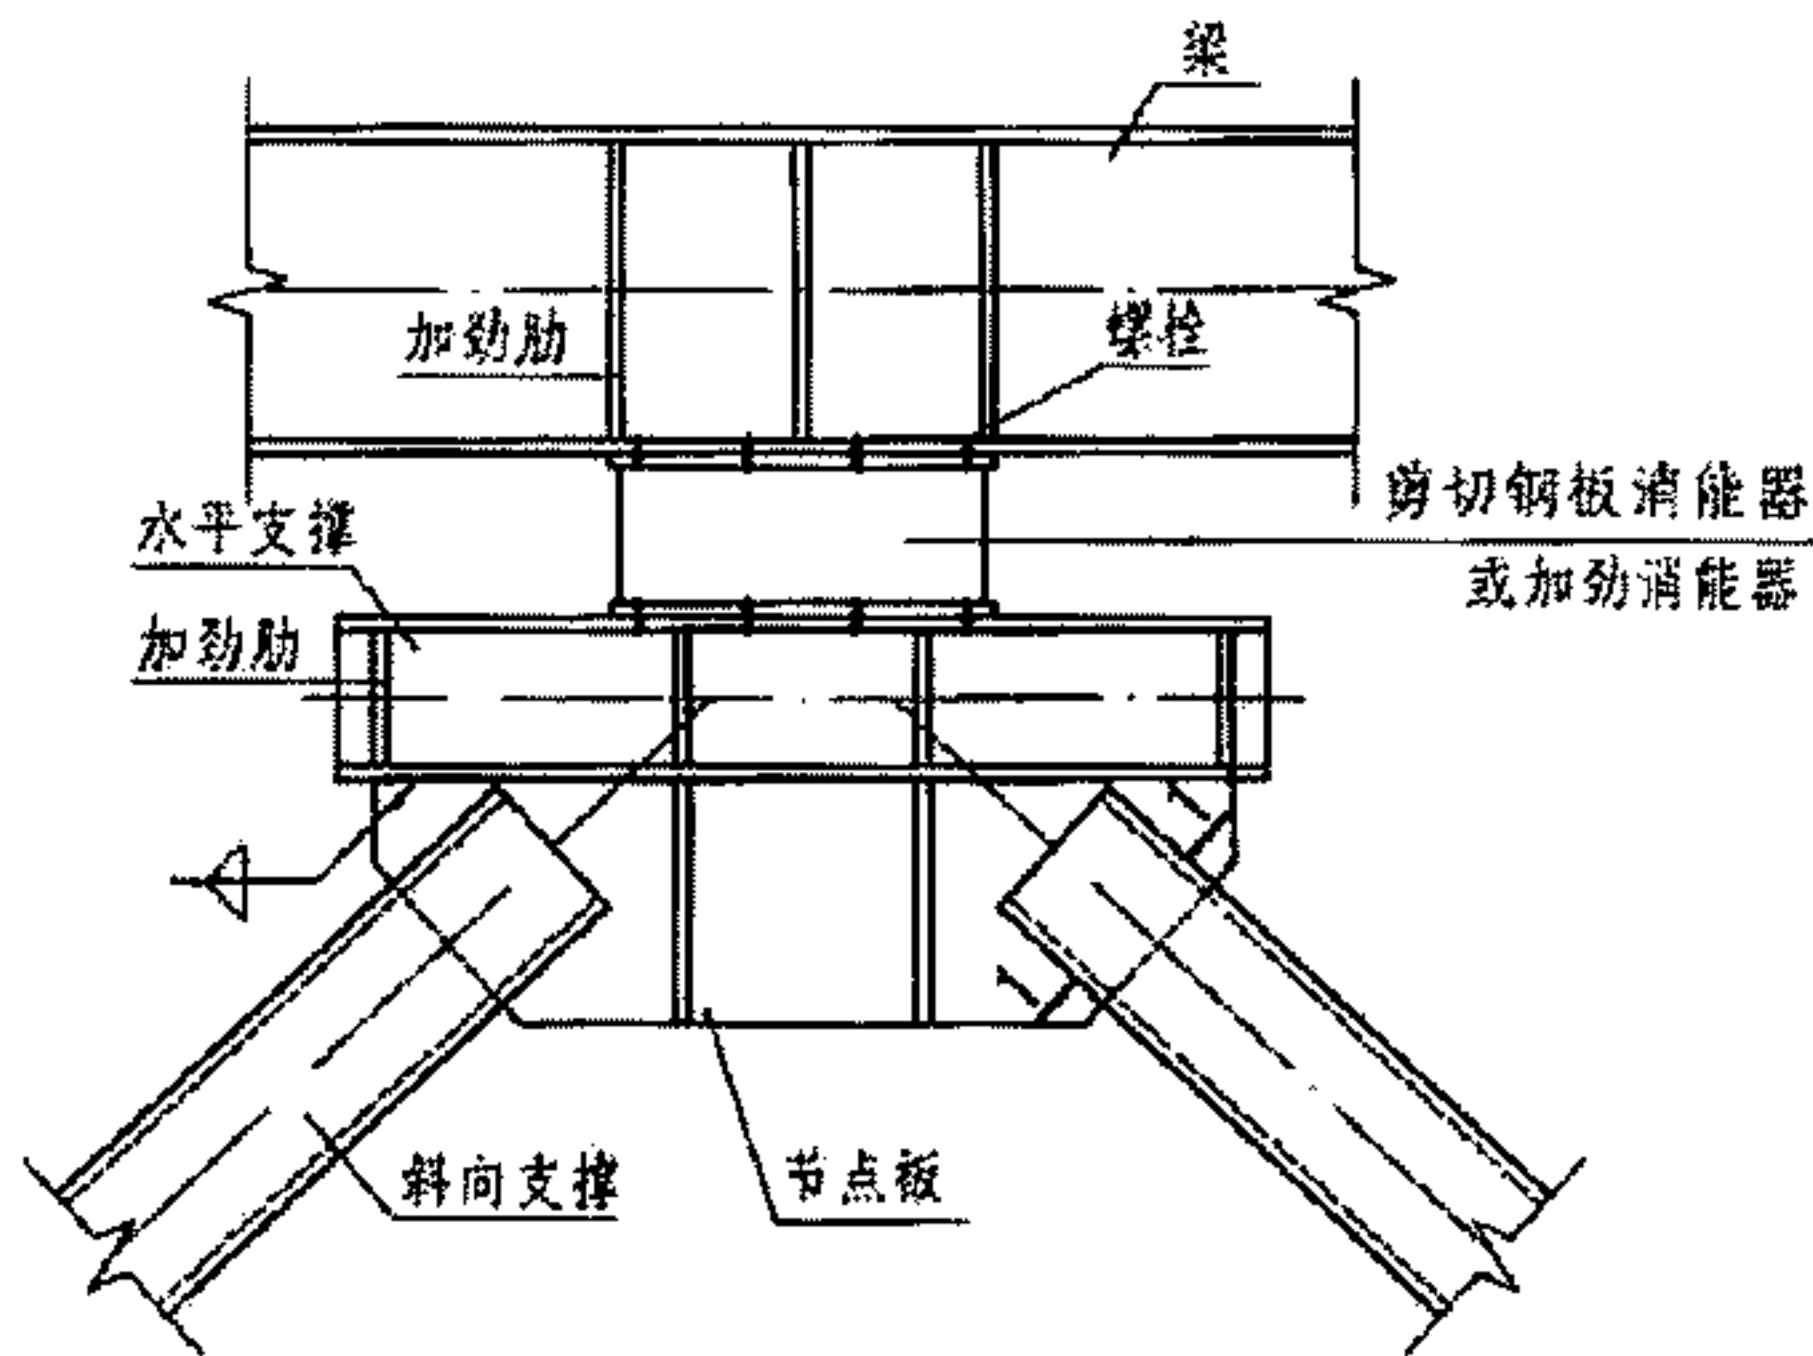 梁
加劲肋
螺栓
水平支撑
剪切钢板消能器
或加劲消能器
加劲肋
斜向支撑
节点板